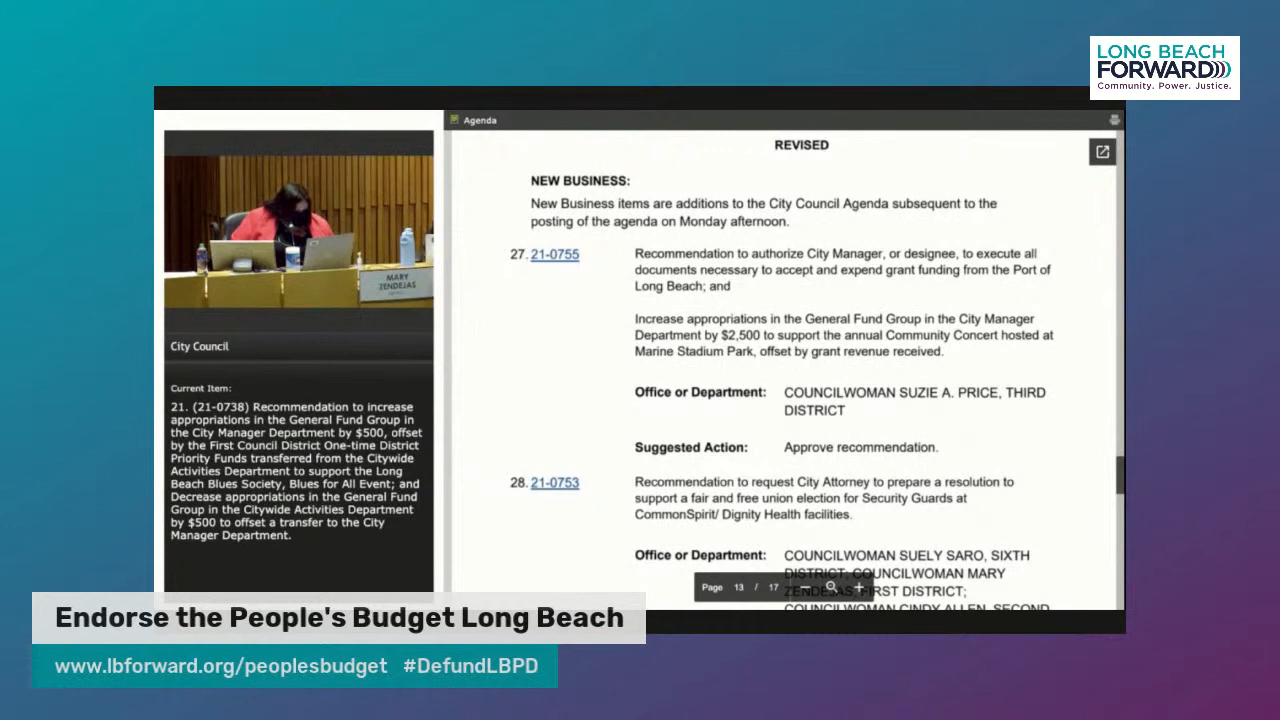 LONG BEACH
FORWARD
Community. Power. Justice.
Agenda
REVISED
NEW BUSINESS:
New Business items are additions to the City Council Agenda subsequent to the
posting of the agenda on Monday afternoon.
27. 21-0755
Recommendation to authorize City Manager, or designee, to execute all
documents necessary to accept and expend grant funding from the Port of
Long Beach; and
Increase appropriations in the General Fund Group in the City Manager
Department by $2,500 to support the annual Community Concert hosted at
Marine Stadium Park, offset by grant revenue received.
Office or Department: COUNCILWOMAN SUZIE A. PRICE, THIRD
DISTRICT
Suggested Action: Approve recommendation.
28. 21-0753
Recommendation to request City Attorney to prepare a resolution to
support a fair and free union election for Security Guards at
CommonSpirit/ Dignity Health facilities.
Office or Department: COUNCILWOMAN SUELY SARO, SIXTH
DISTRICT; COUNCILWOMAN MARY
ZENDEJAS, FIRST DISTRICT;
COUNCILWOMAN CINDY ALLEN, SECOND
Page 13 / 17
MARY
ZENDEJAS
City Council
Current Item:
21. (21-0738) Recommendation to increase
appropriations in the General Fund Group in
the City Manager Department by $500, offset
by the First Council District One-time District
Priority Funds transferred from the Citywide
Activities Department to support the Long
Beach Blues Society, Blues for All Event; and
Decrease appropriations in the General Fund
Group in the Citywide Activities Department
by $500 to offset a transfer to the City
Manager Department.
Endorse the People's Budget Long Beach
www.lbforward.org/peoplesbudget #DefundLBPD